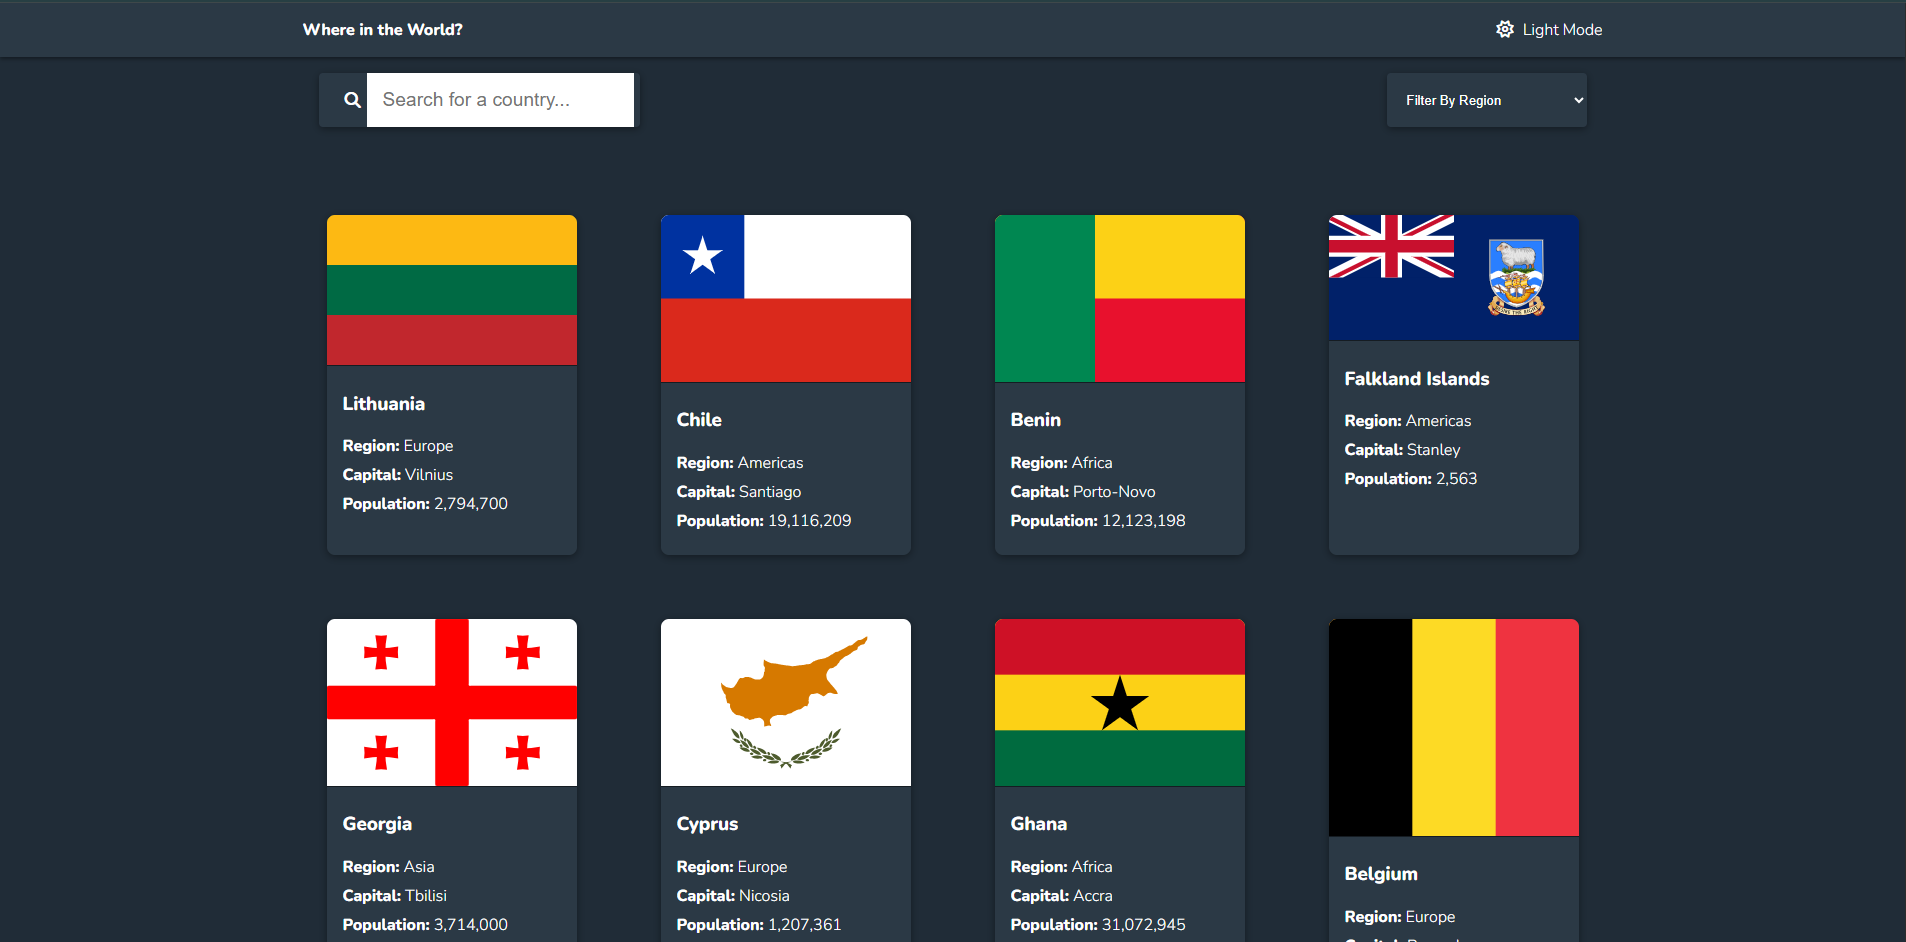 Where in the World?
Light Mode
Search for a country...
Filter By Region
Lithuania
Region: Europe
Capital: Vilnius
Population: 2,794,700
Chile
Region: Americas
Capital: Santiago
Population: 19,116,209
Benin
Region: Africa
Capital: Porto-Novo
Population: 12,123,198
Falkland Islands
Region: Americas
Capital: Stanley
Population: 2,563
Georgia
Region: Asia
Capital: Tbilisi
Population: 3,714,000
Cyprus
Region: Europe
Capital: Nicosia
Population: 1,207,361
Ghana
Region: Africa
Capital: Accra
Population: 31,072,945
Belgium
Region: Europe